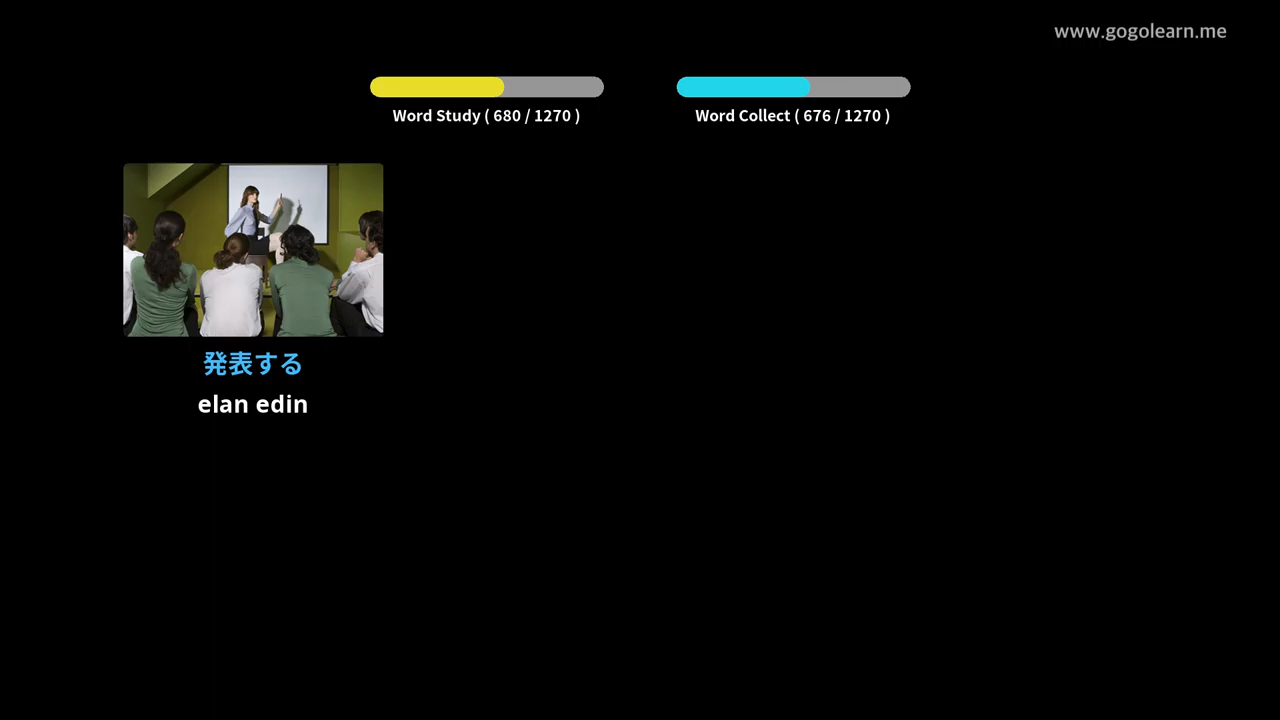 www.gogolearn.me
Word Study ( 680 / 1270 )
Word Collect ( 676 / 1270 )
発表する
elan edin